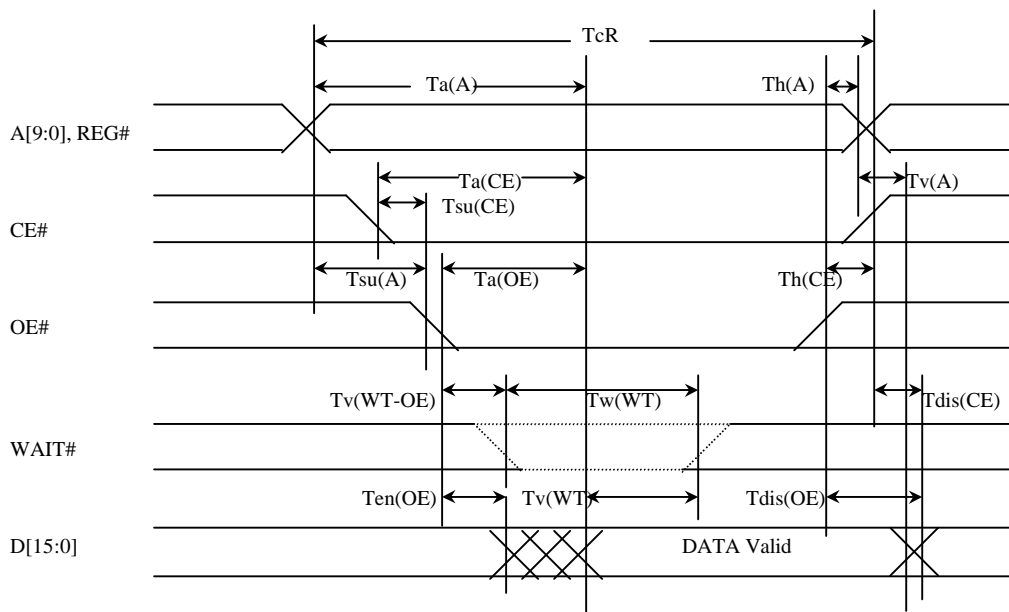 TcR
Ta(A)
Th(A)
A[9:0], REG#
Ta(CE)
Tv(A)
Tsu(CE)
CE#
Tsu(A)
Ta(OE)
Th(CE)
OE#
Tv(WT-OE)
Tw(WT)
Tdis(CE)
WAIT#
Ten(OE)
Tv(WT)
Tdis(OE)
D[15:0]
DATA Valid